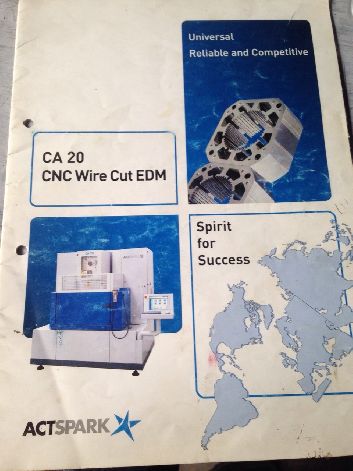 Universal
Reliable and Competitive
CA 20
CNC Wire Cut EDM
Spirit
for
Success
ACTSPARK